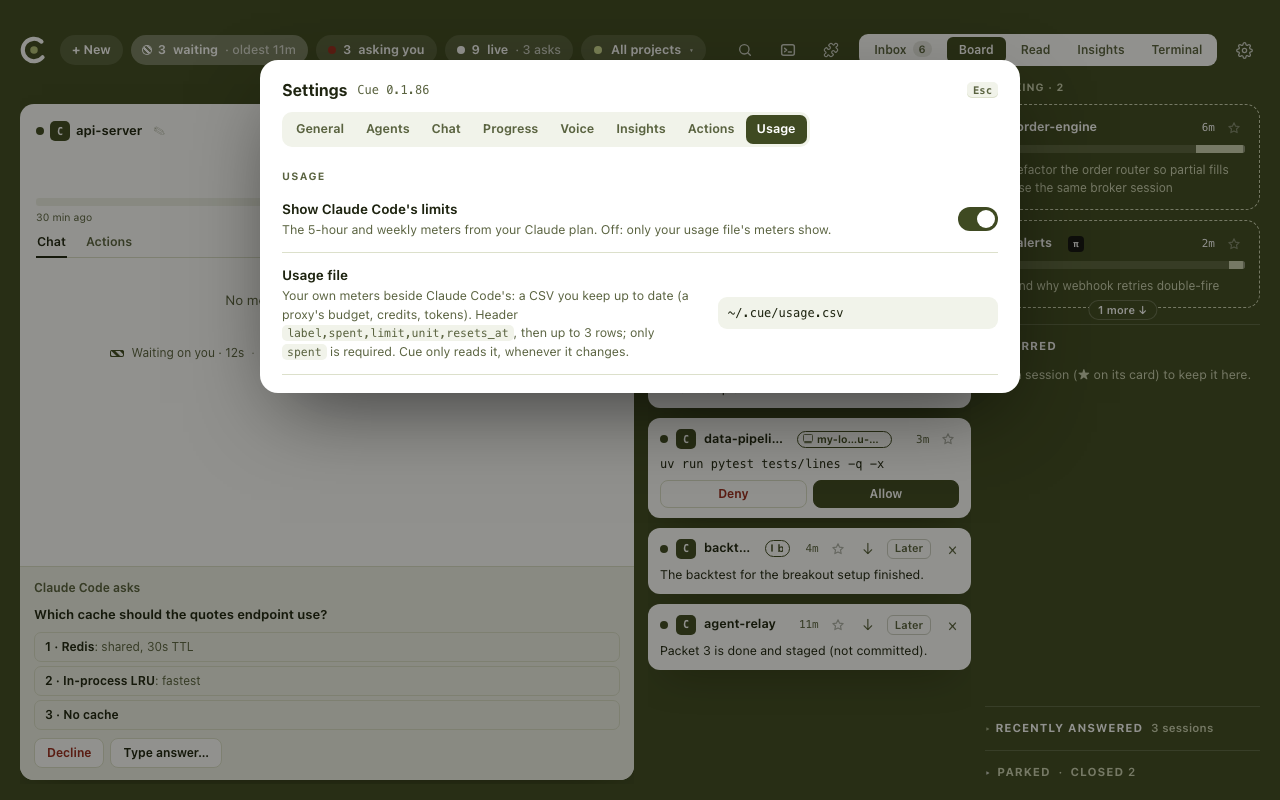 + New
3 waiting · oldest 11m
3 asking you
9 live · 3 asks
All projects
Inbox 6
Board
Read
Insights
Terminal
Settings Cue 0.1.86
Esc
General
Agents
Chat
Progress
Voice
Insights
Actions
Usage
USAGE
Show Claude Code's limits
The 5-hour and weekly meters from your Claude plan. Off: only your usage file's meters show.
Usage file
Your own meters beside Claude Code's: a CSV you keep up to date (a
proxy's budget, credits, tokens). Header
label,spent,limit,unit,resets_at, then up to 3 rows; only
spent is required. Cue only reads it, whenever it changes.
~/.cue/usage.csv
C api-server
30 min ago
Chat
Actions
No m
Waiting on you · 12s ·
Claude Code asks
Which cache should the quotes endpoint use?
1 · Redis: shared, 30s TTL
2 · In-process LRU: fastest
3 · No cache
Decline
Type answer...
C data-pipeli... my-lo...u-... 3m
uv run pytest tests/lines -q -x
Deny
Allow
C backt... 4m
Later
The backtest for the breakout setup finished.
C agent-relay 11m
Later
Packet 3 is done and staged (not committed).
ING · 2
order-engine 6m
efactor the order router so partial fills
se the same broker session
alerts π 2m
nd why webhook retries double-fire
1 more ↓
RRED
session (★ on its card) to keep it here.
RECENTLY ANSWERED 3 sessions
PARKED · CLOSED 2